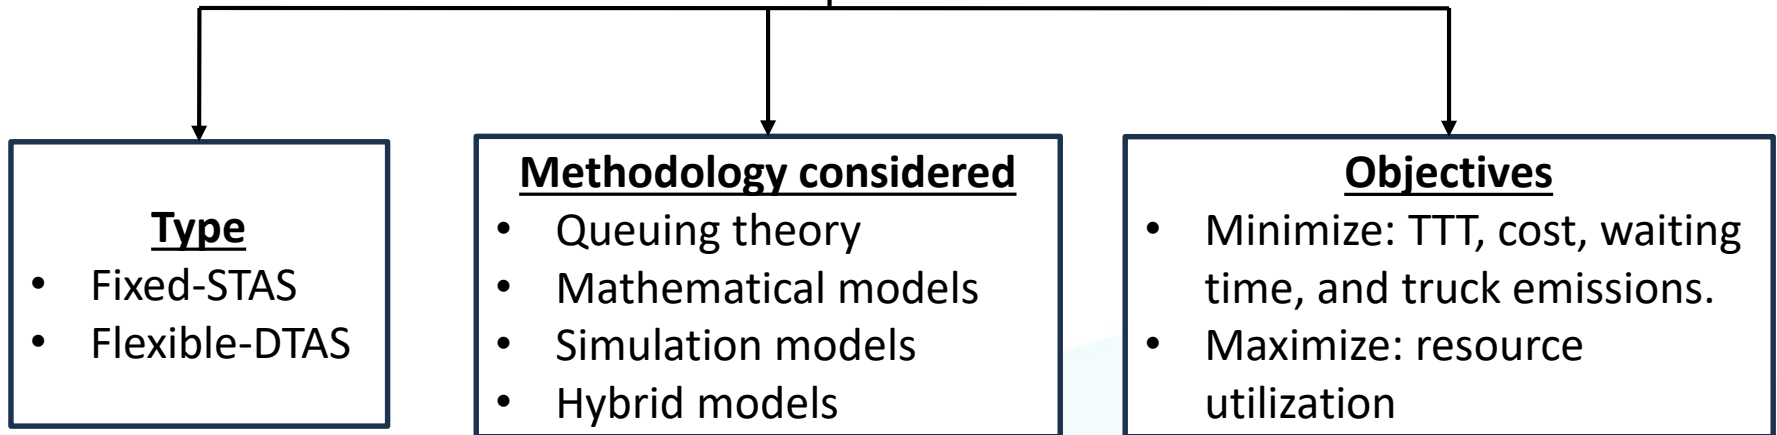 Type
• Fixed-STAS
• Flexible-DTAS
Methodology considered
• Queuing theory
• Mathematical models
• Simulation models
• Hybrid models
Objectives
• Minimize: TTT, cost, waiting
time, and truck emissions.
• Maximize: resource
utilization